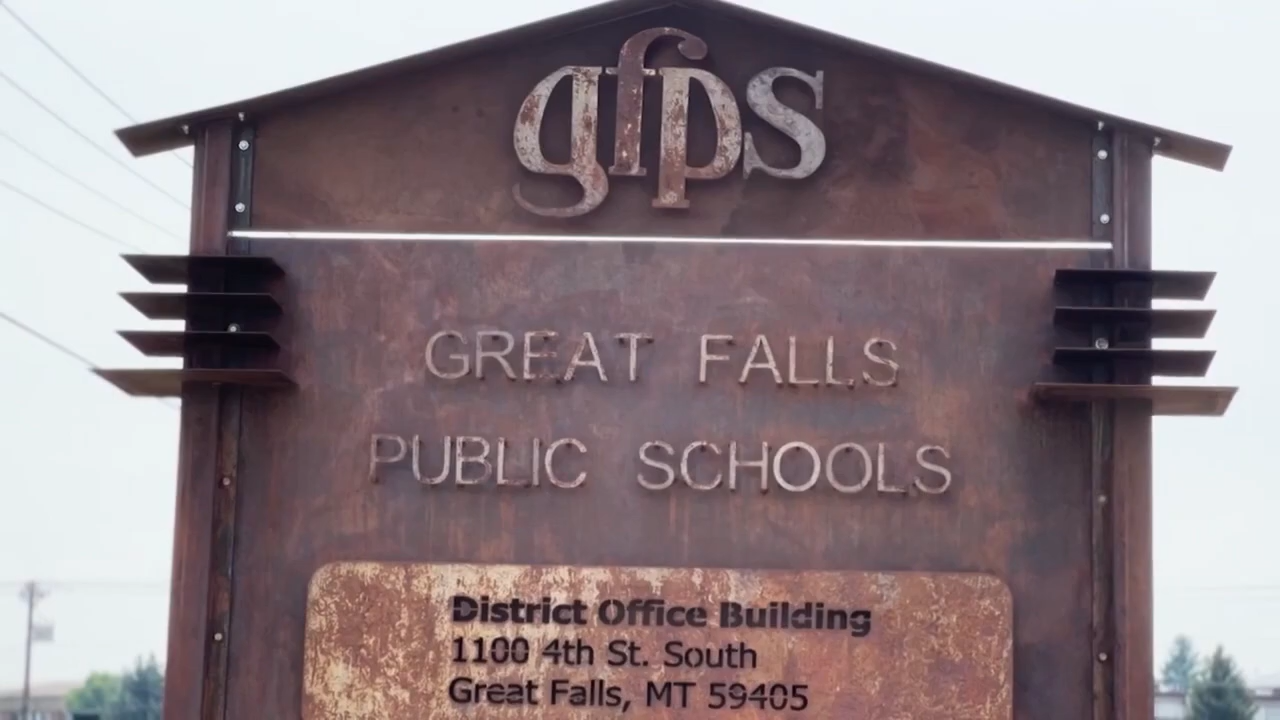 gfps
GREAT FALLS
PUBLIC SCHOOLS
District Office Building
1100 4th St. South
Great Falls, MT 59405